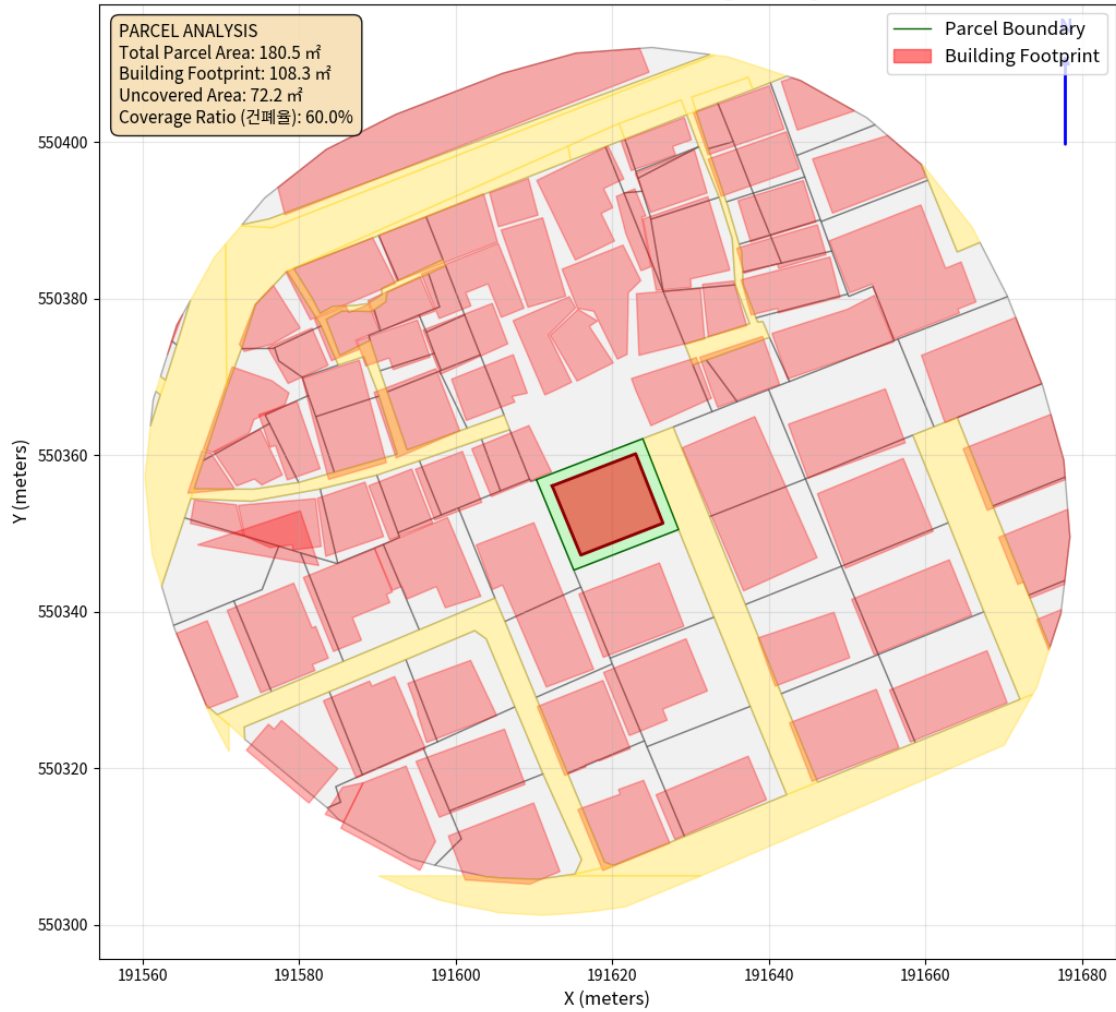 PARCEL ANALYSIS
Total Parcel Area: 180.5 ㎡
Building Footprint: 108.3 ㎡
Uncovered Area: 72.2 ㎡
Coverage Ratio (건폐율): 60.0%
Parcel Boundary
Building Footprint
N
Y (meters)
550400
550380
550360
550340
550320
550300
191560
191580
191600
191620
191640
191660
191680
X (meters)